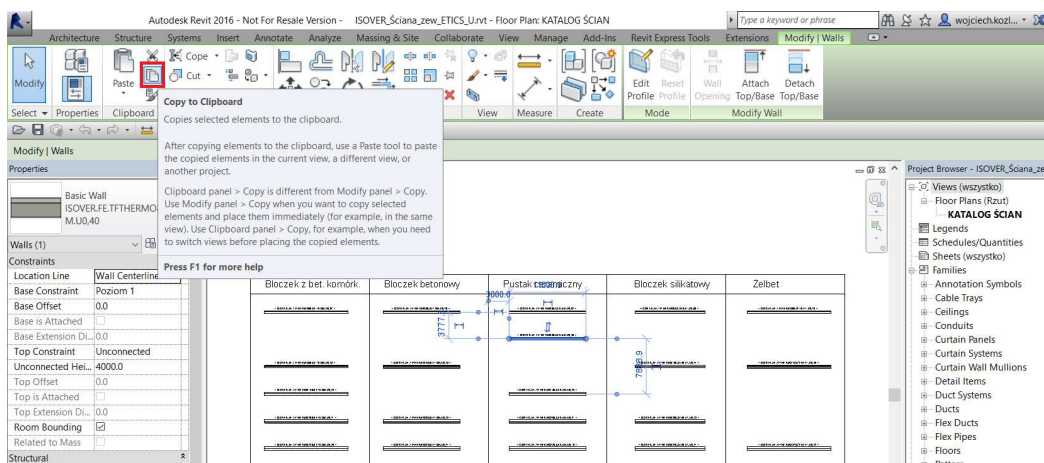 Autodesk Revit 2016 - Not For Resale Version - ISOVER_Ściana_zew_ETICS_U.rvt - Floor Plan: KATALOG ŚCIAN
Type a keyword or phrase
wojciech.kozl...
Architecture Structure Systems Insert Annotate Analyze Massing & Site Collaborate View Manage Add-Ins Revit Express Tools Extensions Modify | Walls
Modify
Paste
Cope
Cut
Edit Profile
Reset Profile
Wall Opening
Attach Top/Base
Detach Top/Base
Select Properties Clipboard View Measure Create Mode Modify Wall
Copy to Clipboard
Copies selected elements to the clipboard.
After copying elements to the clipboard, use a Paste tool to paste
the copied elements in the current view, a different view, or
another project.
Clipboard panel > Copy is different from Modify panel > Copy.
Use Modify panel > Copy when you want to copy selected
elements and place them immediately (for example, in the same
view). Use Clipboard panel > Copy, for example, when you need
to switch views before placing the copied elements.
Press F1 for more help
Modify | Walls
Properties
Basic Wall
ISOVER.FE.TFTHERMO
M.U0,40
Walls (1)
Constraints
Location Line Wall Centerline
Base Constraint Poziom 1
Base Offset 0.0
Base is Attached
Base Extension Di... 0.0
Top Constraint Unconnected
Unconnected Hei... 4000.0
Top Offset 0.0
Top is Attached
Top Extension Di... 0.0
Room Bounding
Related to Mass
Structural
Bloczek z bet. komórk. Bloczek betonowy Pustak Bloczek silikatowy Żelbet
3000.0
Project Browser - ISOVER_Ściana_ze
Views (wszystko)
Floor Plans (Rzut)
KATALOG ŚCIAN
Legends
Schedules/Quantities
Sheets (wszystko)
Families
Annotation Symbols
Cable Trays
Ceilings
Conduits
Curtain Panels
Curtain Systems
Curtain Wall Mullions
Detail Items
Duct Systems
Ducts
Flex Ducts
Flex Pipes
Floors